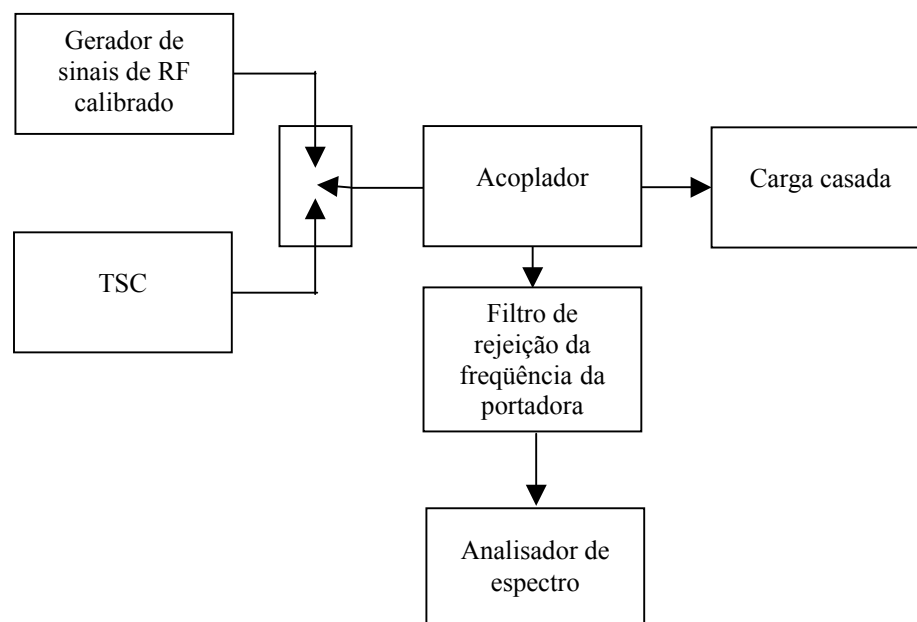 Gerador de
sinais de RF
calibrado
Acoplador
Carga casada
TSC
Filtro de
rejeição da
freqüência da
portadora
Analisador de
espectro